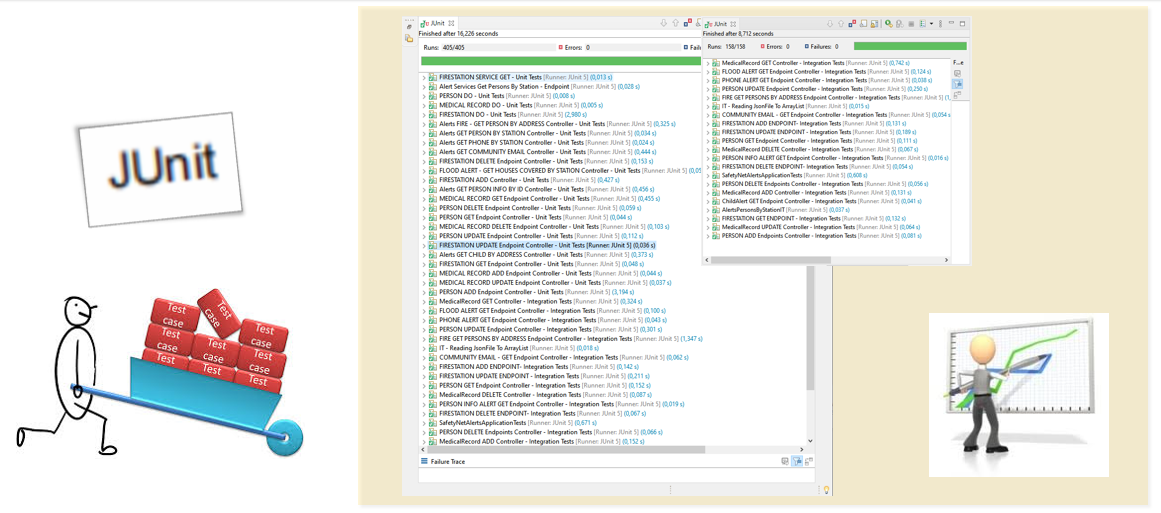 JUnit
Test
case
Test
case
Test
case
Test
case
Test
case
Test
case
Test
Test
Test
JUnit
Finished after 16,226 seconds
Runs: 405/405
Errors: 0
FIRESTATION SERVICE GET - Unit Tests [Runner: JUnit 5] (0,013 s)
Alert Services Get Persons By Station - Endpoint [Runner: JUnit 5] (0,028 s)
PERSON DO - Unit Tests [Runner: JUnit 5] (0,008 s)
MEDICAL RECORD DO - Unit Tests [Runner: JUnit 5] (0,005 s)
FIRESTATION DO - Unit Tests [Runner: JUnit 5] (2,980 s)
Alerts FIRE - GET PERSON BY ADDRESS Controller - Unit Tests [Runner: JUnit 5] (0,325 s)
Alerts GET PERSON BY STATION Controller - Unit Tests [Runner: JUnit 5] (0,034 s)
Alerts GET PHONE BY STATION Controller - Unit Tests [Runner: JUnit 5] (0,024 s)
Alerts GET COMMUNITY EMAIL Controller - Unit Tests [Runner: JUnit 5] (0,444 s)
FIRESTATION DELETE Endpoint Controller - Unit Tests [Runner: JUnit 5] (0,153 s)
FLOOD ALERT - GET HOUSES COVERED BY STATION Controller - Unit Tests [Runner: JUnit 5]
FIRESTATION ADD Controller - Unit Tests [Runner: JUnit 5] (0,427 s)
Alerts GET PERSON INFO BY ID Controller - Unit Tests [Runner: JUnit 5] (0,456 s)
MEDICAL RECORD GET Endpoint Controller - Unit Tests [Runner: JUnit 5] (0,455 s)
PERSON DELETE Endpoint Controller - Unit Tests [Runner: JUnit 5] (0,059 s)
PERSON GET Endpoint Controller - Unit Tests [Runner: JUnit 5] (0,044 s)
MEDICAL RECORD DELETE Endpoint Controller - Unit Tests [Runner: JUnit 5] (0,103 s)
PERSON UPDATE Endpoint Controller - Unit Tests [Runner: JUnit 5] (0,112 s)
FIRESTATION UPDATE Endpoint Controller - Unit Tests [Runner: JUnit 5] (0,036 s)
Alerts GET CHILD BY ADDRESS Controller - Unit Tests [Runner: JUnit 5] (0,373 s)
FIRESTATION GET Endpoint Controller - Unit Tests [Runner: JUnit 5] (0,048 s)
MEDICAL RECORD ADD Endpoint Controller - Unit Tests [Runner: JUnit 5] (0,044 s)
MEDICAL RECORD UPDATE Endpoint Controller - Unit Tests [Runner: JUnit 5] (0,037 s)
PERSON ADD Endpoint Controller - Unit Tests [Runner: JUnit 5] (3,194 s)
MedicalRecord GET Controller - Integration Tests [Runner: JUnit 5] (0,324 s)
FLOOD ALERT GET Endpoint Controller - Integration Tests [Runner: JUnit 5] (0,100 s)
PHONE ALERT GET Endpoint Controller - Integration Tests [Runner: JUnit 5] (0,043 s)
PERSON UPDATE Endpoint Controller - Integration Tests [Runner: JUnit 5] (0,301 s)
FIRE GET PERSONS BY ADDRESS Endpoint Controller - Integration Tests [Runner: JUnit 5] (1,347 s)
IT - Reading JsonFile To ArrayList [Runner: JUnit 5] (0,018 s)
COMMUNITY EMAIL - GET Endpoint Controller - Integration Tests [Runner: JUnit 5] (0,062 s)
FIRESTATION ADD ENDPOINT- Integration Tests [Runner: JUnit 5] (0,142 s)
FIRESTATION UPDATE ENDPOINT - Integration Tests [Runner: JUnit 5] (0,211 s)
PERSON GET Endpoint Controller - Integration Tests [Runner: JUnit 5] (0,152 s)
MedicalRecord DELETE Controller - Integration Tests [Runner: JUnit 5] (0,087 s)
PERSON INFO ALERT GET Endpoint Controller - Integration Tests [Runner: JUnit 5] (0,019 s)
FIRESTATION DELETE ENDPOINT- Integration Tests [Runner: JUnit 5] (0,067 s)
SafetyNetAlertsApplicationTests [Runner: JUnit 5] (0,671 s)
PERSON DELETE Endpoints Controller - Integration Tests [Runner: JUnit 5] (0,066 s)
MedicalRecord ADD Controller - Integration Tests [Runner: JUnit 5] (0,152 s)
Failure Trace
JUnit
Finished after 8,712 seconds
Runs: 158/158
Errors: 0
Failures: 0
MedicalRecord GET Controller - Integration Tests [Runner: JUnit 5] (0,742 s)
FLOOD ALERT GET Endpoint Controller - Integration Tests [Runner: JUnit 5] (0,124 s)
PHONE ALERT GET Endpoint Controller - Integration Tests [Runner: JUnit 5] (0,038 s)
PERSON UPDATE Endpoint Controller - Integration Tests [Runner: JUnit 5] (0,250 s)
FIRE GET PERSONS BY ADDRESS Endpoint Controller - Integration Tests [Runner: JUnit 5]
IT - Reading JsonFile To ArrayList [Runner: JUnit 5] (0,015 s)
COMMUNITY EMAIL - GET Endpoint Controller - Integration Tests [Runner: JUnit 5] (0,054 s
FIRESTATION ADD ENDPOINT- Integration Tests [Runner: JUnit 5] (0,131 s)
FIRESTATION UPDATE ENDPOINT - Integration Tests [Runner: JUnit 5] (0,189 s)
PERSON GET Endpoint Controller - Integration Tests [Runner: JUnit 5] (0,111 s)
MedicalRecord DELETE Controller - Integration Tests [Runner: JUnit 5] (0,067 s)
PERSON INFO ALERT GET Endpoint Controller - Integration Tests [Runner: JUnit 5] (0,016 s)
FIRESTATION DELETE ENDPOINT- Integration Tests [Runner: JUnit 5] (0,054 s)
SafetyNetAlertsApplicationTests [Runner: JUnit 5] (0,608 s)
PERSON DELETE Endpoints Controller - Integration Tests [Runner: JUnit 5] (0,056 s)
MedicalRecord ADD Controller - Integration Tests [Runner: JUnit 5] (0,131 s)
ChildAlert GET Endpoint Controller - Integration Tests [Runner: JUnit 5] (0,041 s)
AlertsPersonsByStationIT [Runner: JUnit 5] (0,037 s)
FIRESTATION GET ENDPOINT - Integration Tests [Runner: JUnit 5] (0,132 s)
MedicalRecord UPDATE Controller - Integration Tests [Runner: JUnit 5] (0,064 s)
PERSON ADD Endpoints Controller - Integration Tests [Runner: JUnit 5] (0,081 s)